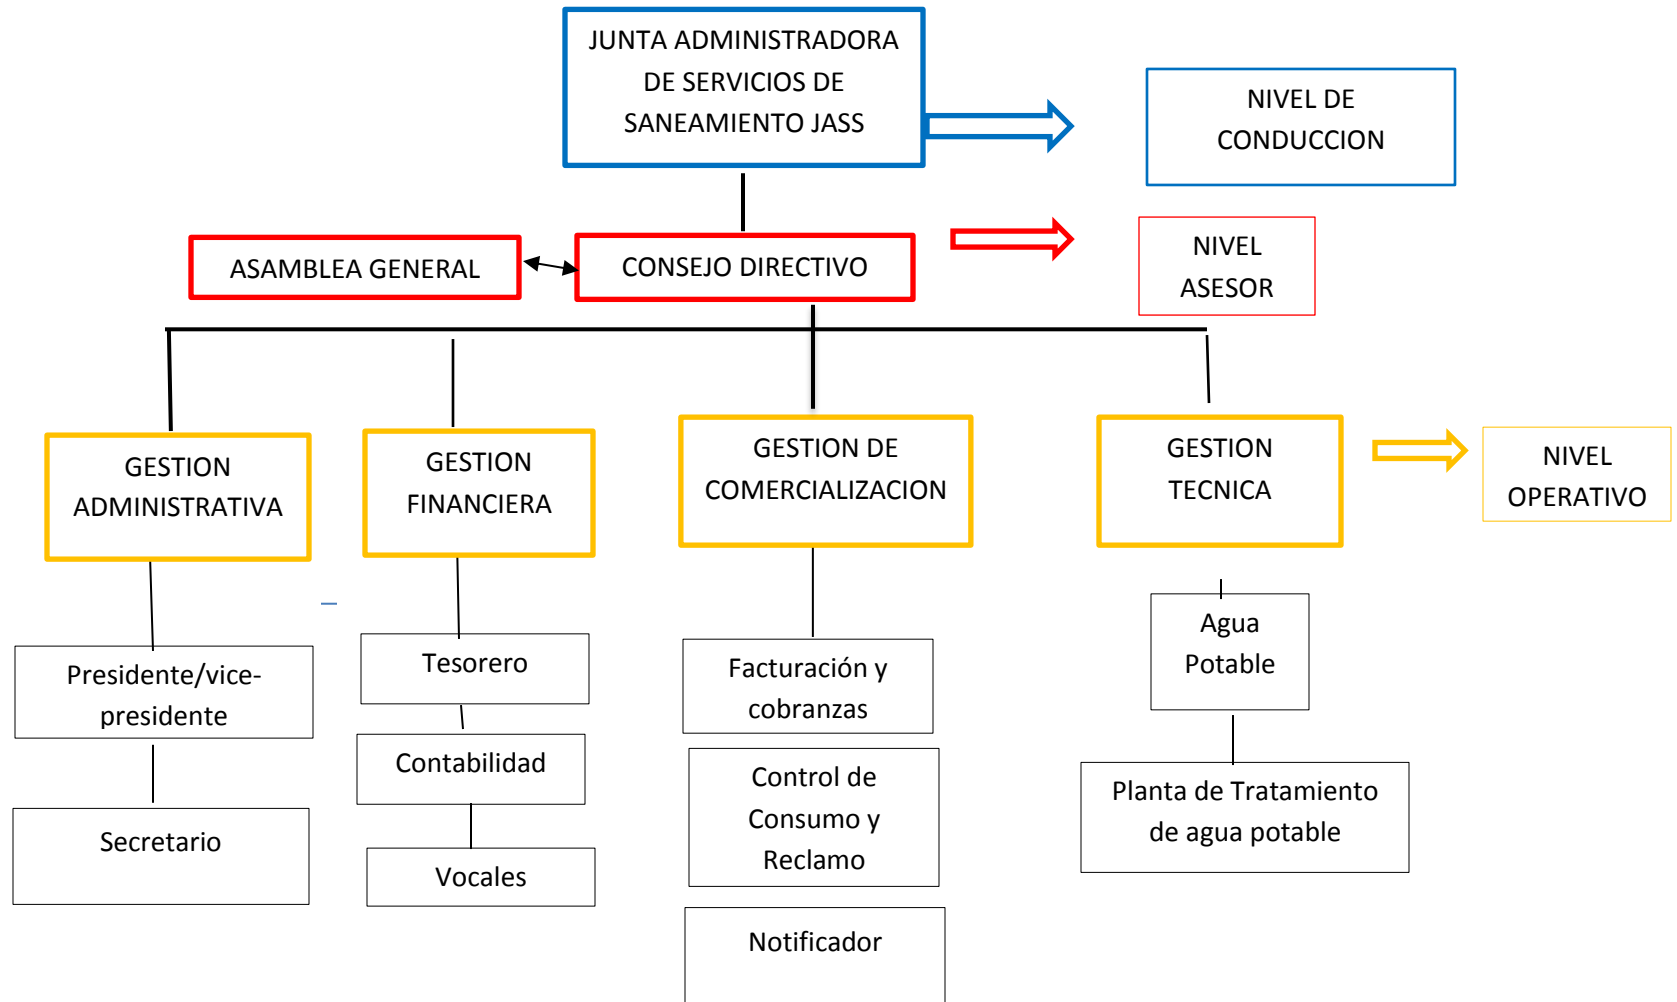 JUNTA ADMINISTRADORA
DE SERVICIOS DE
SANEAMIENTO JASS
NIVEL DE
CONDUCCION
ASAMBLEA GENERAL
CONSEJO DIRECTIVO
NIVEL
ASESOR
GESTION
ADMINISTRATIVA
GESTION
FINANCIERA
GESTION DE
COMERCIALIZACION
GESTION
TECNICA
NIVEL
OPERATIVO
Presidente/vice-
presidente
Secretario
Tesorero
Contabilidad
Vocales
Facturación y
cobranzas
Control de
Consumo y
Reclamo
Notificador
Agua
Potable
Planta de Tratamiento
de agua potable